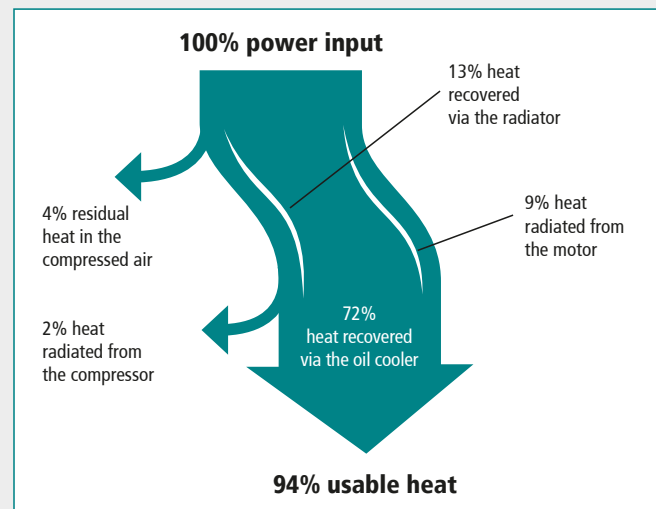 100% power input
13% heat
recovered
via the radiator
4% residual
heat in the
compressed air
9% heat
radiated from
the motor
2% heat
radiated from
the compressor
72%
heat recovered
via the oil cooler
94% usable heat